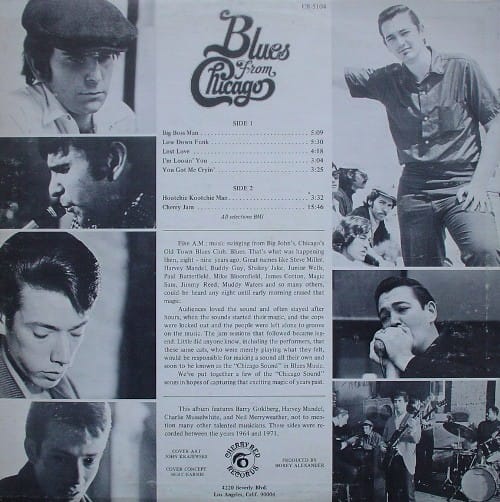 CR-5104
Blues
from
Chicago
SIDE 1
Big Boss Man 5:09
Low Down Funk 5:30
Lost Love 4:18
I'm Loosin' You 3:04
You Got Me Cryin' 3:25
SIDE 2
Hootchie Kootchie Man 3:32
Cherry Jam 15:46
All selections BMI
Five A.M.: music swinging from Big John's, Chicago's
Old Town Blues Club. Blues. That's what was happening
then, eight - nine years ago. Great names like Steve Miller,
Harvey Mandel, Buddy Guy, Shakey Jake, Junior Wells,
Paul Butterfield, Mike Bloomfield, James Cotton, Magic
Sam, Jimmy Reed, Muddy Waters and so many others,
could be heard any night until early morning erased that
magic.
Audiences loved the sound and often stayed after
hours, when the sounds started their magic, and the cops
were locked out and the people were left alone to groove
on the music. The jam sessions that followed became leg-
end. Little did anyone know, including the performers, that
these same cats, who were merely playing what they felt,
would be responsible for making a sound all their own and
soon to be known as the "Chicago Sound" in Blues Music.
We've put together a few of the "Chicago Sound"
scenes in hopes of capturing that exciting magic of years past.
This album features Barry Goldberg, Harvey Mandel,
Charlie Musselwhite, and Neil Merryweather, not to men-
tion many other talented musicians. These sides were re-
corded between the years 1964 and 1971.
COVER ART
JOHN KRAJEWSKI
COVER CONCEPT
CHERRY RED
RECORDS
PRODUCED BY
MOREY ALEXANDER
4220 Beverly Blvd.
Los Angeles, Calif. 90004